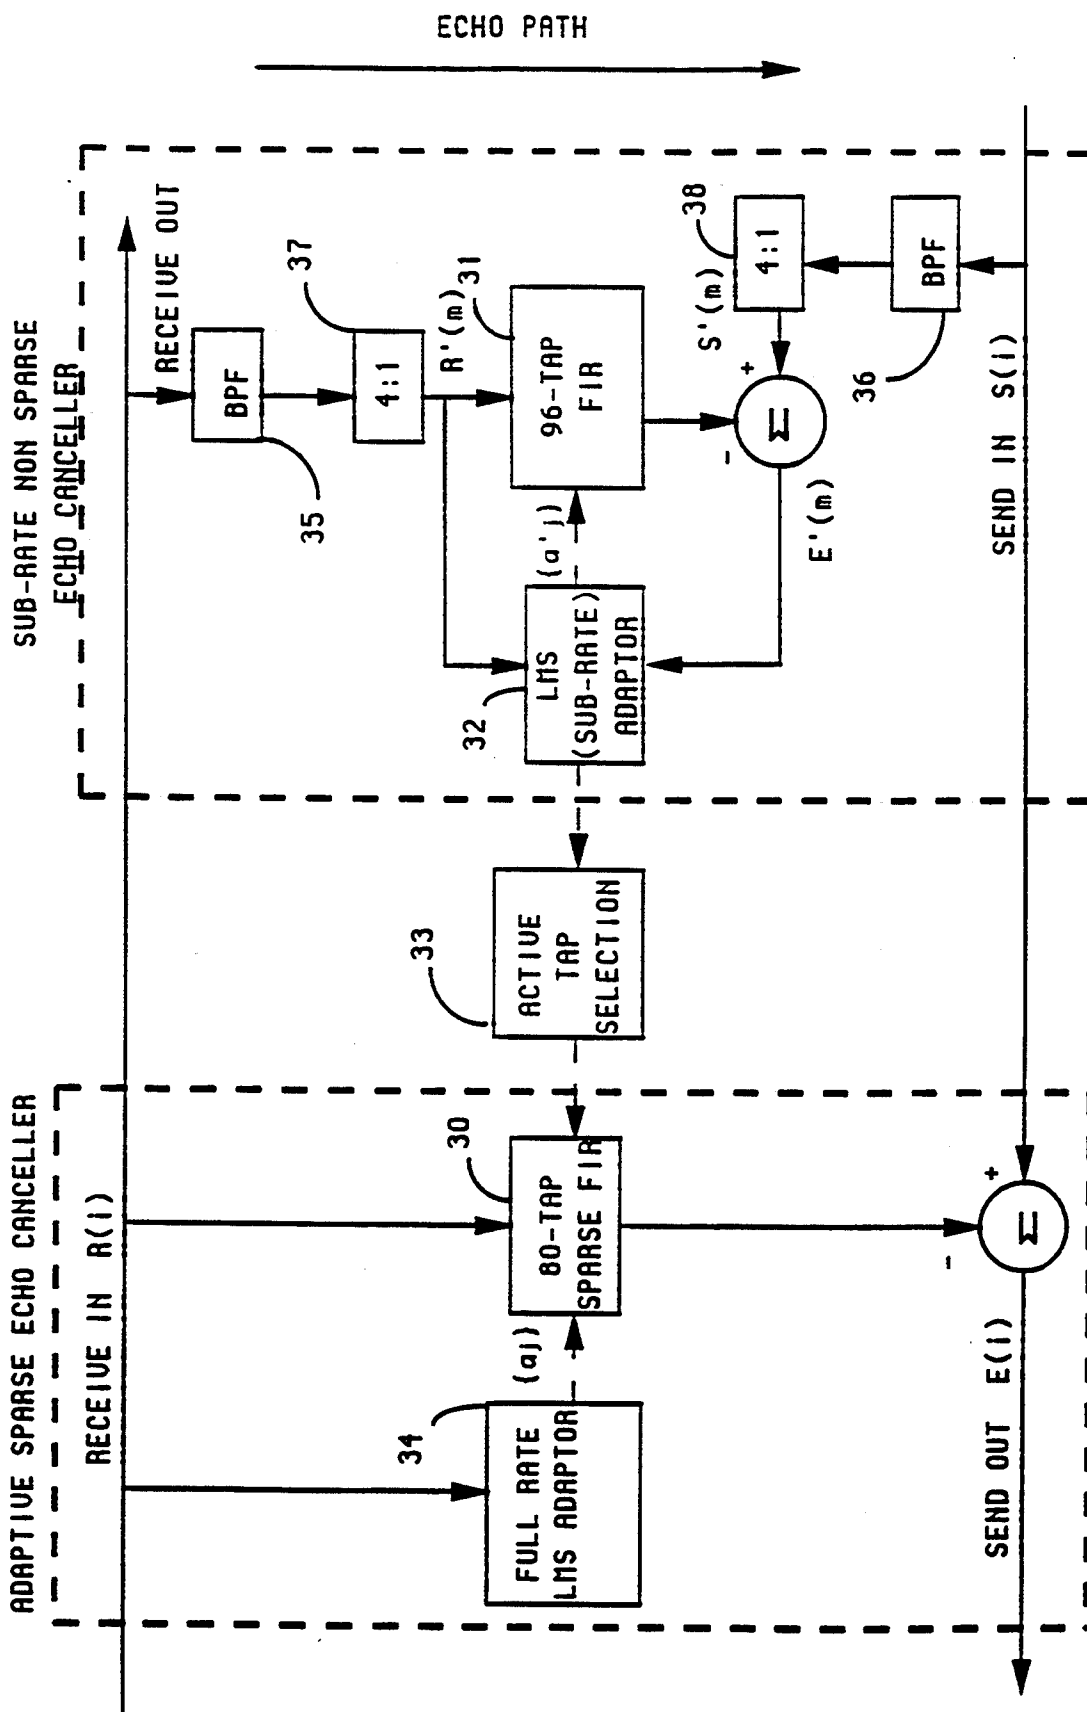 ADAPTIVE SPARSE ECHO CANCELLER
SUB-RATE NON SPARSE
ECHO CANCELLER
ECHO PATH
RECEIVE IN R(i)
RECEIVE OUT
BPF
35
4:1
37
R'(m)
31
96-TAP
FIR
{a'j}
LMS
(SUB-RATE)
ADAPTOR
32
S'(m)
38
4:1
BPF
36
+
-
Σ
E'(m)
33
ACTIVE
TAP
SELECTION
30
80-TAP
SPARSE FIR
{aj}
34
FULL RATE
LMS ADAPTOR
SEND IN S(i)
+
-
Σ
SEND OUT E(i)